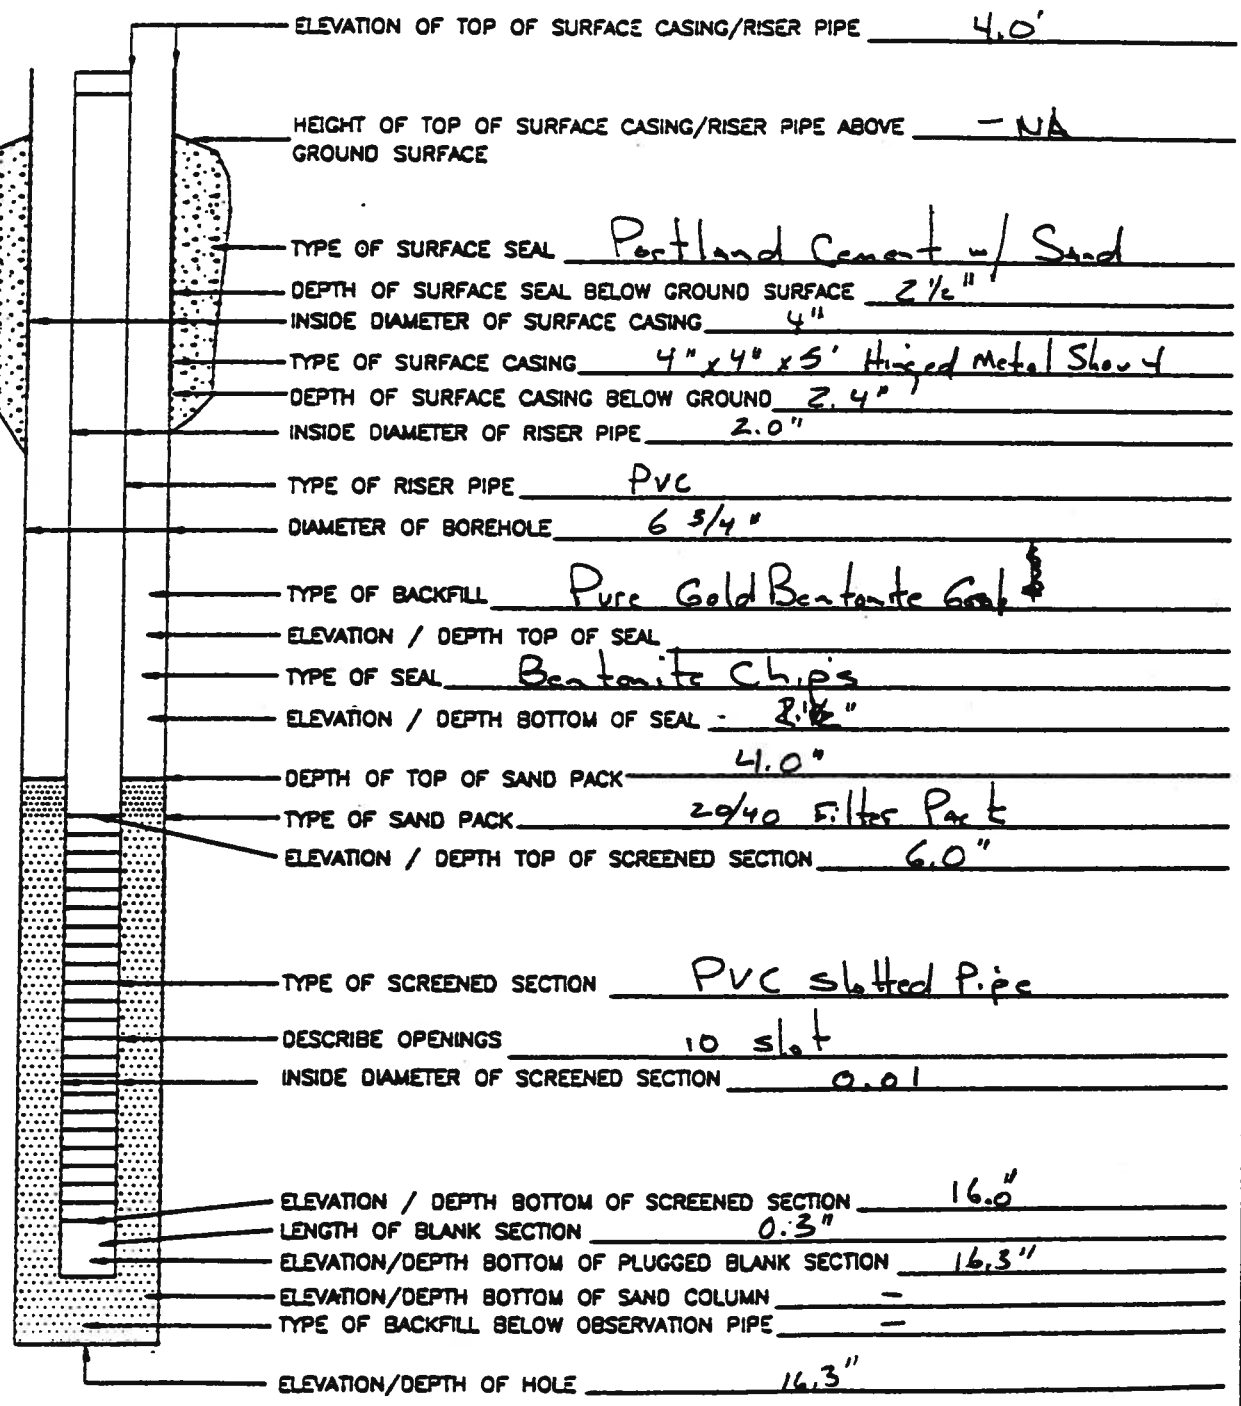 ELEVATION OF TOP OF SURFACE CASING/RISER PIPE 4.0'
HEIGHT OF TOP OF SURFACE CASING/RISER PIPE ABOVE - NA
GROUND SURFACE
TYPE OF SURFACE SEAL Portland Cement w/ Sand
DEPTH OF SURFACE SEAL BELOW GROUND SURFACE 2 1/2"
INSIDE DIAMETER OF SURFACE CASING 4"
TYPE OF SURFACE CASING 4" x 4" x 5' Hinged Metal
DEPTH OF SURFACE CASING BELOW GROUND 2.4"
INSIDE DIAMETER OF RISER PIPE 2.0"
TYPE OF RISER PIPE PVC
DIAMETER OF BOREHOLE 6 3/4"
TYPE OF BACKFILL Pure Gold Bentonite
ELEVATION / DEPTH TOP OF SEAL
TYPE OF SEAL Bentonite Chips
ELEVATION / DEPTH BOTTOM OF SEAL -
DEPTH OF TOP OF SAND PACK 4.0"
TYPE OF SAND PACK 20/40 Filter Pack
ELEVATION / DEPTH TOP OF SCREENED SECTION 6.0"
TYPE OF SCREENED SECTION PVC slotted Pipe
DESCRIBE OPENINGS 10 slot
INSIDE DIAMETER OF SCREENED SECTION 0.01
ELEVATION / DEPTH BOTTOM OF SCREENED SECTION 16.0"
LENGTH OF BLANK SECTION 0.3"
ELEVATION/DEPTH BOTTOM OF PLUGGED BLANK SECTION 16.3"
ELEVATION/DEPTH BOTTOM OF SAND COLUMN -
TYPE OF BACKFILL BELOW OBSERVATION PIPE -
ELEVATION/DEPTH OF HOLE 16.3"